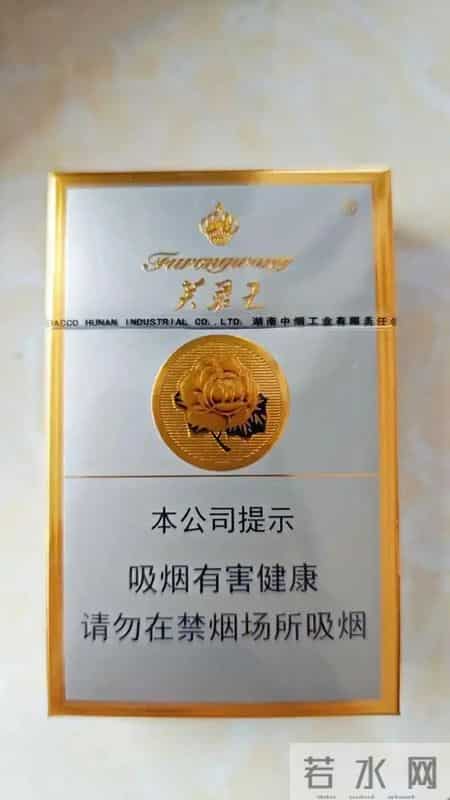 Furongwang
芙蓉王
BACCO HUNAN INDUSTRIAL CO.,LTD. 湖南中烟工业有限责任
本公司提示
吸烟有害健康
请勿在禁烟场所吸烟
若水网